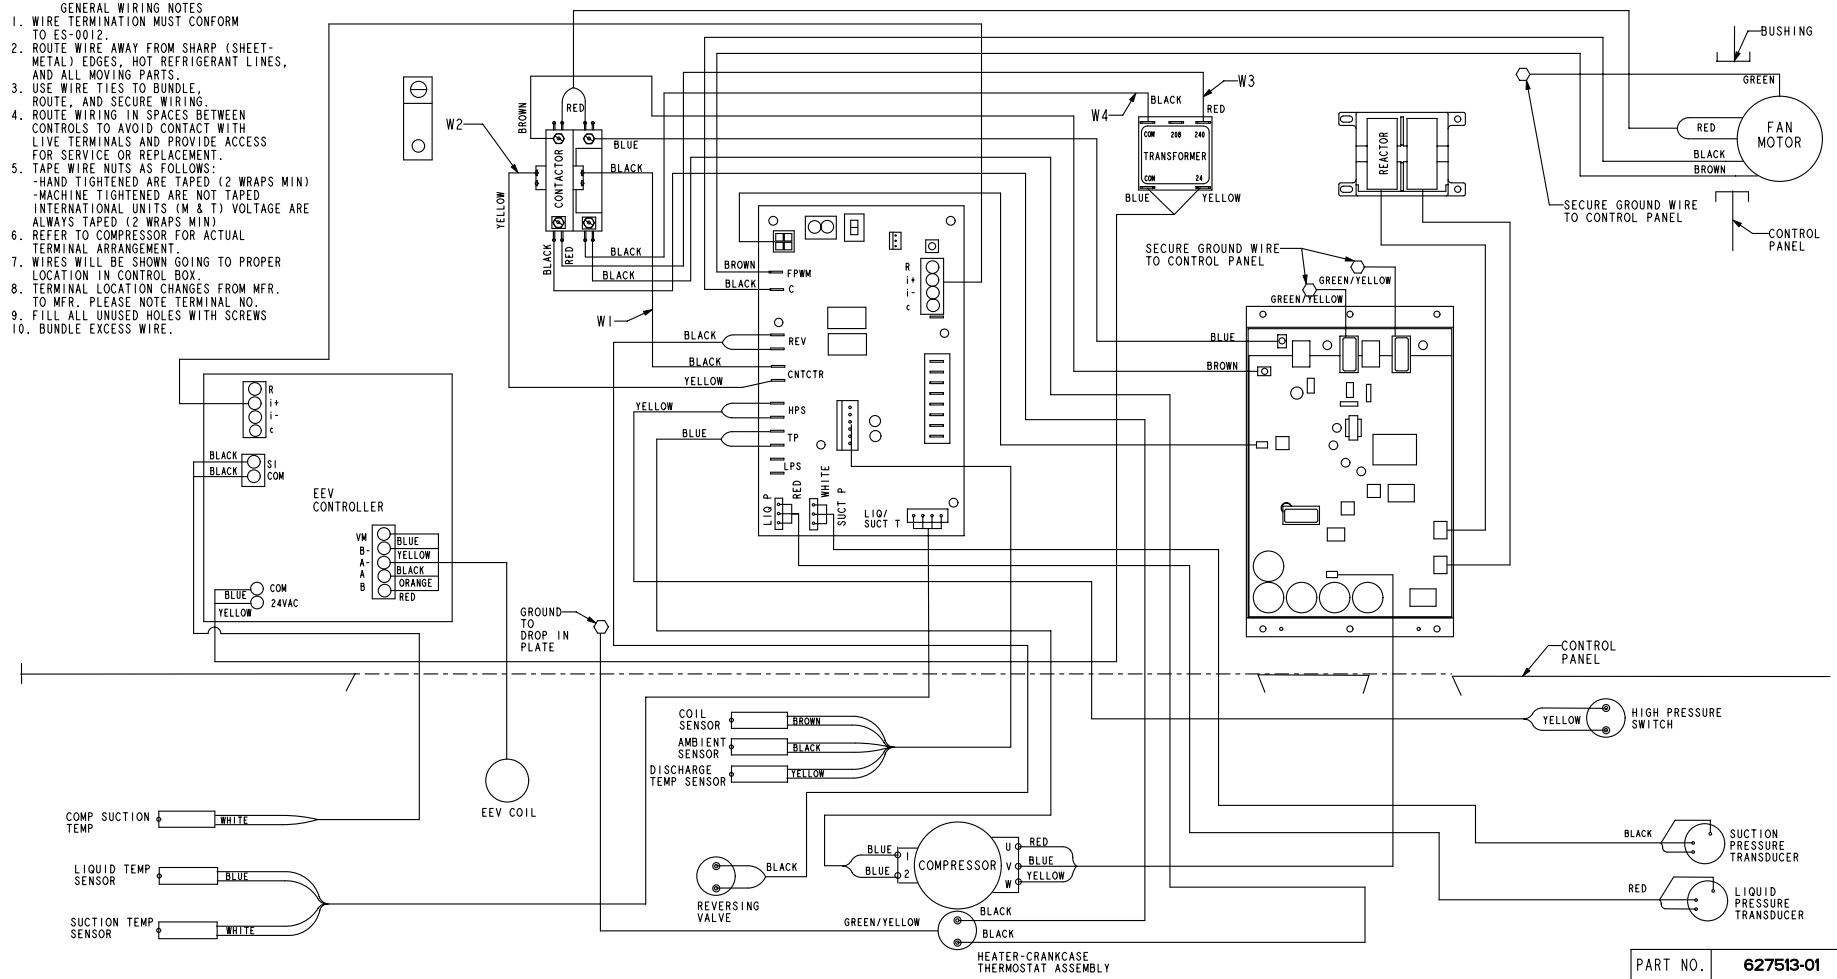 GENERAL WIRING NOTES
1. WIRE TERMINATION MUST CONFORM
TO ES-0012.
2. ROUTE WIRE AWAY FROM SHARP (SHEET-
METAL) EDGES, HOT REFRIGERANT LINES,
AND ALL MOVING PARTS.
3. USE WIRE TIES TO BUNDLE,
ROUTE, AND SECURE WIRING.
4. ROUTE WIRING IN SPACES BETWEEN
CONTROLS TO AVOID CONTACT WITH
LIVE TERMINALS AND PROVIDE ACCESS
FOR SERVICE OR REPLACEMENT.
5. TAPE WIRE NUTS AS FOLLOWS:
-HAND TIGHTENED ARE TAPED (2 WRAPS MIN)
-MACHINE TIGHTENED ARE NOT TAPED
INTERNATIONAL UNITS (M & T) VOLTAGE ARE
ALWAYS TAPED (2 WRAPS MIN)
6. REFER TO COMPRESSOR FOR ACTUAL
TERMINAL ARRANGEMENT.
7. WIRES WILL BE SHOWN GOING TO PROPER
LOCATION IN CONTROL BOX.
8. TERMINAL LOCATION CHANGES FROM MFR.
TO MFR. PLEASE NOTE TERMINAL NO.
9. FILL ALL UNUSED HOLES WITH SCREWS
10. BUNDLE EXCESS WIRE.
W2
BROWN
RED
CONTACTOR
BLUE
BLACK
YELLOW
BLACK
RED
BLACK
BLACK
W1
W3
W4
BLACK
RED
COM 208 240
TRANSFORMER
COM 24
BLUE
YELLOW
REACTOR
BUSHING
GREEN
FAN
MOTOR
RED
BLACK
BROWN
SECURE GROUND WIRE
TO CONTROL PANEL
CONTROL
PANEL
SECURE GROUND WIRE
TO CONTROL PANEL
GREEN/YELLOW
GREEN/YELLOW
BLUE
BROWN
BROWN
FPWM
BLACK
C
R
i+
i-
c
BLACK
REV
BLACK
CNTCTR
YELLOW
YELLOW
HPS
BLUE
TP
LPS
LIQ P
RED
WHITE
SUCT P
LIQ/
SUCT T
R
i+
i-
c
BLACK
S1
BLACK
COM
EEV
CONTROLLER
VM
BLUE
B-
YELLOW
A-
BLACK
A
ORANGE
B
RED
COM
BLUE
24VAC
YELLOW
GROUND
TO
DROP IN
PLATE
CONTROL
PANEL
COIL
SENSOR
BROWN
AMBIENT
SENSOR
BLACK
DISCHARGE
TEMP SENSOR
YELLOW
YELLOW
HIGH PRESSURE
SWITCH
EEV COIL
COMP SUCTION
TEMP
WHITE
LIQUID TEMP
SENSOR
BLUE
SUCTION TEMP
SENSOR
WHITE
BLACK
REVERSING
VALVE
BLUE
1
BLUE
2
COMPRESSOR
U
RED
V
BLUE
W
YELLOW
GREEN/YELLOW
BLACK
BLACK
HEATER-CRANKCASE
THERMOSTAT ASSEMBLY
BLACK
SUCTION
PRESSURE
TRANSDUCER
RED
LIQUID
PRESSURE
TRANSDUCER
PART NO. 627513-01